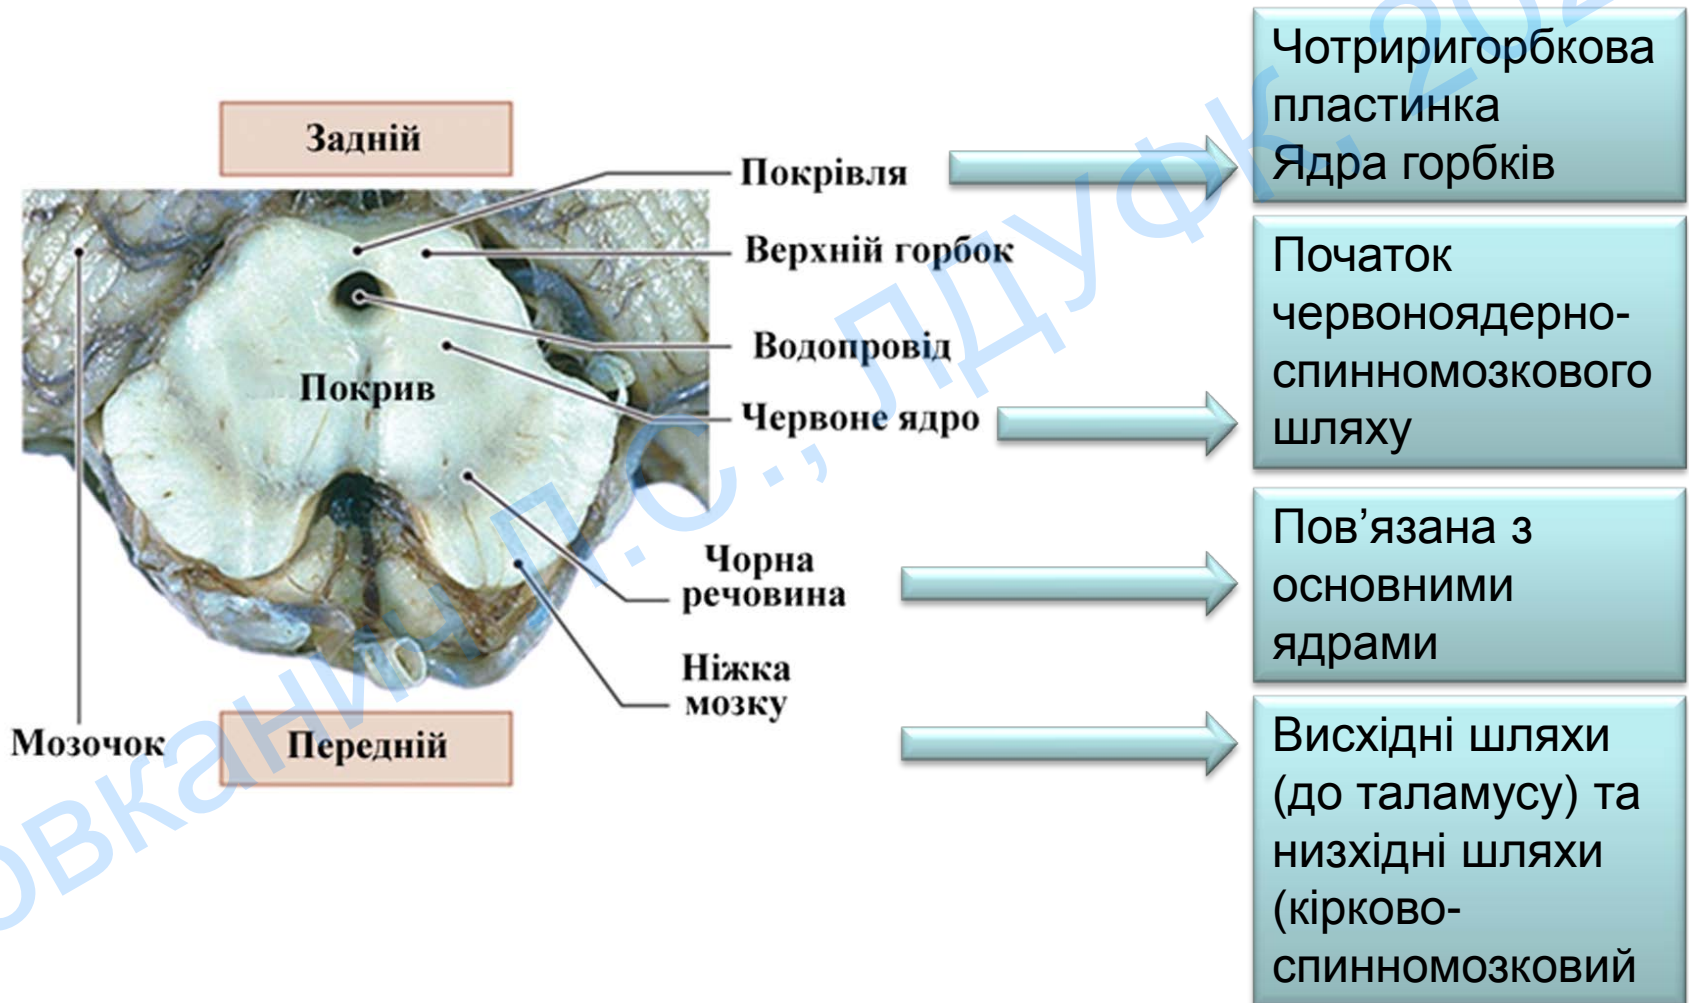 Задній
Покрівля
Верхній горбок
Водопровід
Покрив
Червоне ядро
Чорна
речовина
Ніжка
мозку
Мозочок
Передній
Чотриригорбкова
пластинка
Ядра горбків
Початок
червоноядерно-
спинномозкового
шляху
Пов’язана з
основними
ядрами
Висхідні шляхи
(до таламусу) та
низхідні шляхи
(кірково-
спинномозковий